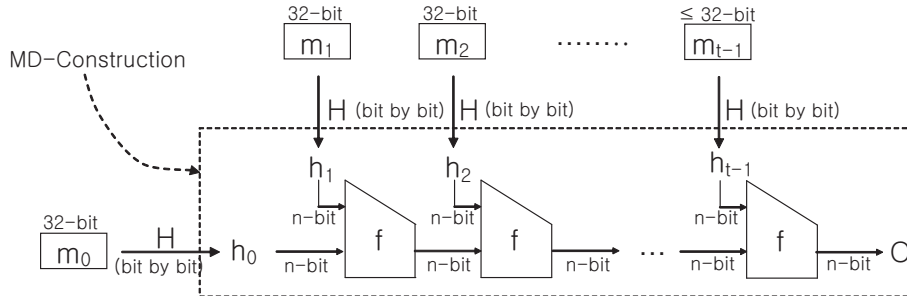 32-bit 32-bit ≤ 32-bit
m1 m2 ........ mt-1
MD-Construction
H (bit by bit) H (bit by bit) H (bit by bit)
h1 h2 ht-1
32-bit n-bit n-bit n-bit
m0 H h0 f f ... f C
(bit by bit) n-bit n-bit n-bit n-bit n-bit